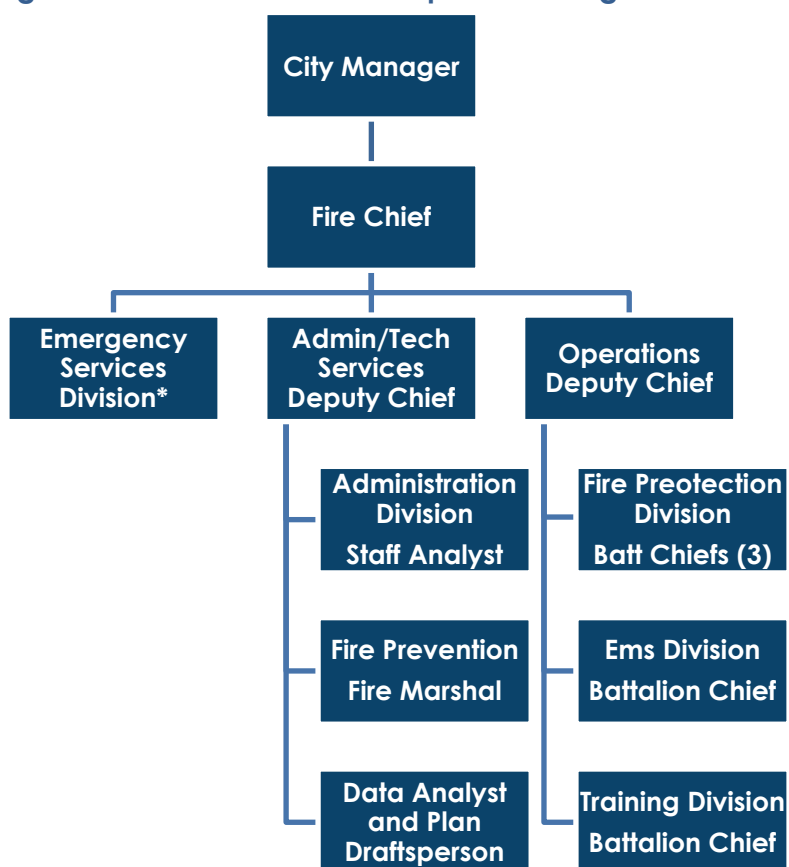 City Manager
Fire Chief
Emergency
Services
Division*
Admin/Tech
Services
Deputy Chief
Operations
Deputy Chief
Administration
Division
Staff Analyst
Fire Preotection
Division
Batt Chiefs (3)
Fire Prevention
Fire Marshal
Ems Division
Battalion Chief
Data Analyst
and Plan
Draftsperson
Training Division
Battalion Chief